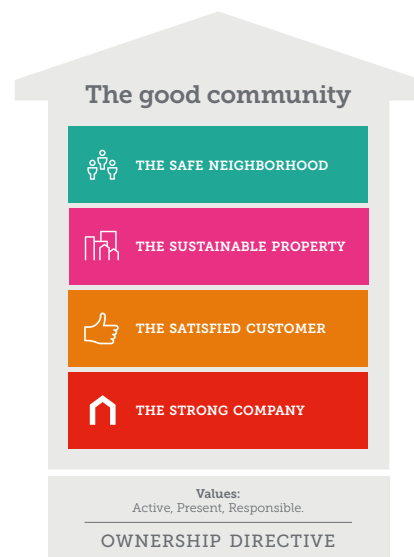 The good community
THE SAFE NEIGHBORHOOD
THE SUSTAINABLE PROPERTY
THE SATISFIED CUSTOMER
THE STRONG COMPANY
Values:
Active, Present, Responsible.
OWNERSHIP DIRECTIVE